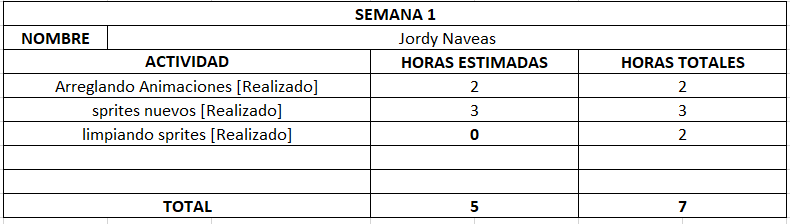 SEMANA 1
NOMBRE Jordy Naveas
ACTIVIDAD HORAS ESTIMADAS HORAS TOTALES
Arreglando Animaciones [Realizado] 2 2
sprites nuevos [Realizado] 3 3
limpiando sprites [Realizado] 0 2
TOTAL 5 7